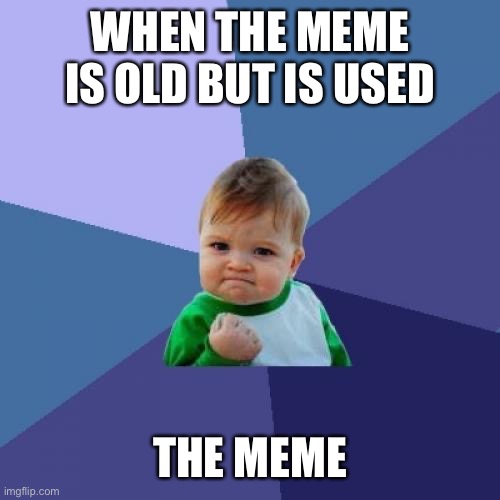 WHEN THE MEME
IS OLD BUT IS USED
THE MEME
imgflip.com